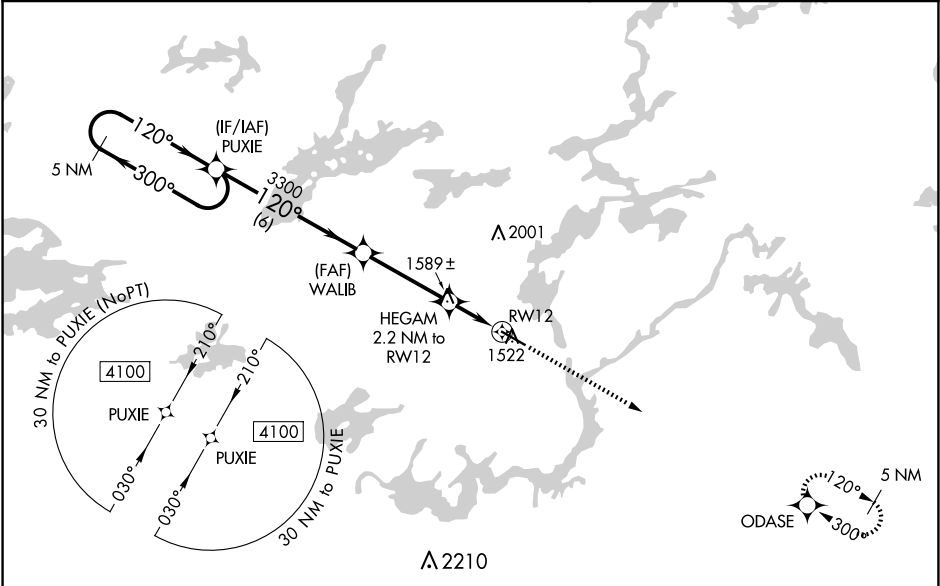 (IF/IAF)
PUXIE
120°
5 NM
300°
3300
120°
(6)
2001
(FAF)
WALIB
1589 ±
HEGAM
2.2 NM to
RW12
RW12
1522
30 NM to PUXIE (NoPT)
210°
4100
PUXIE
030°
210°
4100
PUXIE
030°
30 NM to PUXIE
120°
5 NM
ODASE
300°
2210